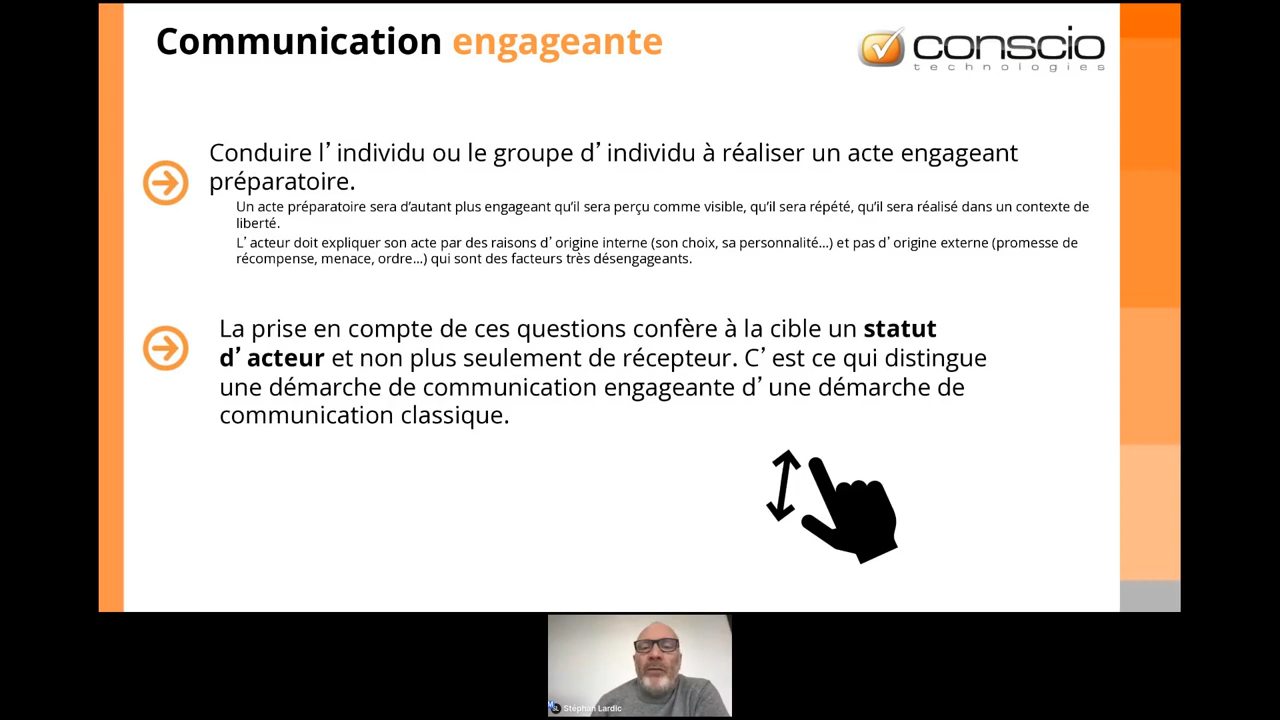 Communication engageante
conscio
technologies
Conduire l’individu ou le groupe d’individu à réaliser un acte engageant
préparatoire.
Un acte préparatoire sera d’autant plus engageant qu’il sera perçu comme visible, qu’il sera répété, qu’il sera réalisé dans un contexte de
liberté.
L’acteur doit expliquer son acte par des raisons d’origine interne (son choix, sa personnalité…) et pas d’origine externe (promesse de
récompense, menace, ordre…) qui sont des facteurs très désengageants.
La prise en compte de ces questions confère à la cible un statut
d’acteur et non plus seulement de récepteur. C’est ce qui distingue
une démarche de communication engageante d’une démarche de
communication classique.
SL Stéphan Lardic